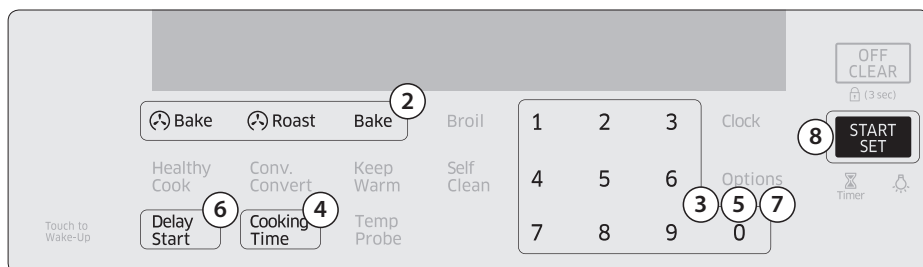 OFF
CLEAR
(3 sec)
2
Bake Roast Bake Broil
1 2 3
Clock
8
START
SET
Healthy
Cook
Conv.
Convert
Keep
Warm
Self
Clean
4 5 6
Options
Timer
6
4
3 5 7
Touch to
Wake-Up
Delay
Start
Cooking
Time
Temp
Probe
7 8 9 0